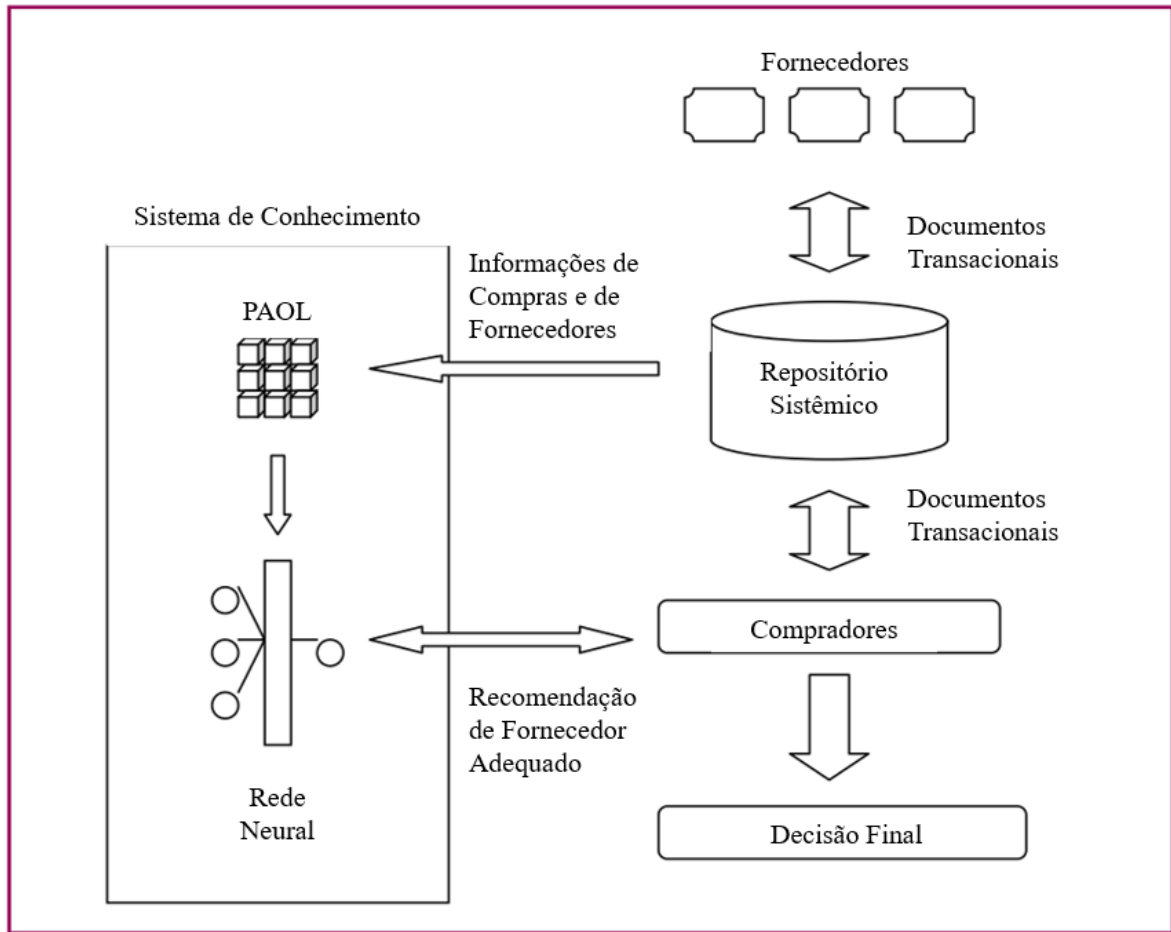 Fornecedores
Documentos
Transacionais
Sistema de Conhecimento
Informações de
Compras e de
Fornecedores
PAOL
Repositório
Sistêmico
Documentos
Transacionais
Compradores
Recomendação
de Fornecedor
Adequado
Rede
Neural
Decisão Final